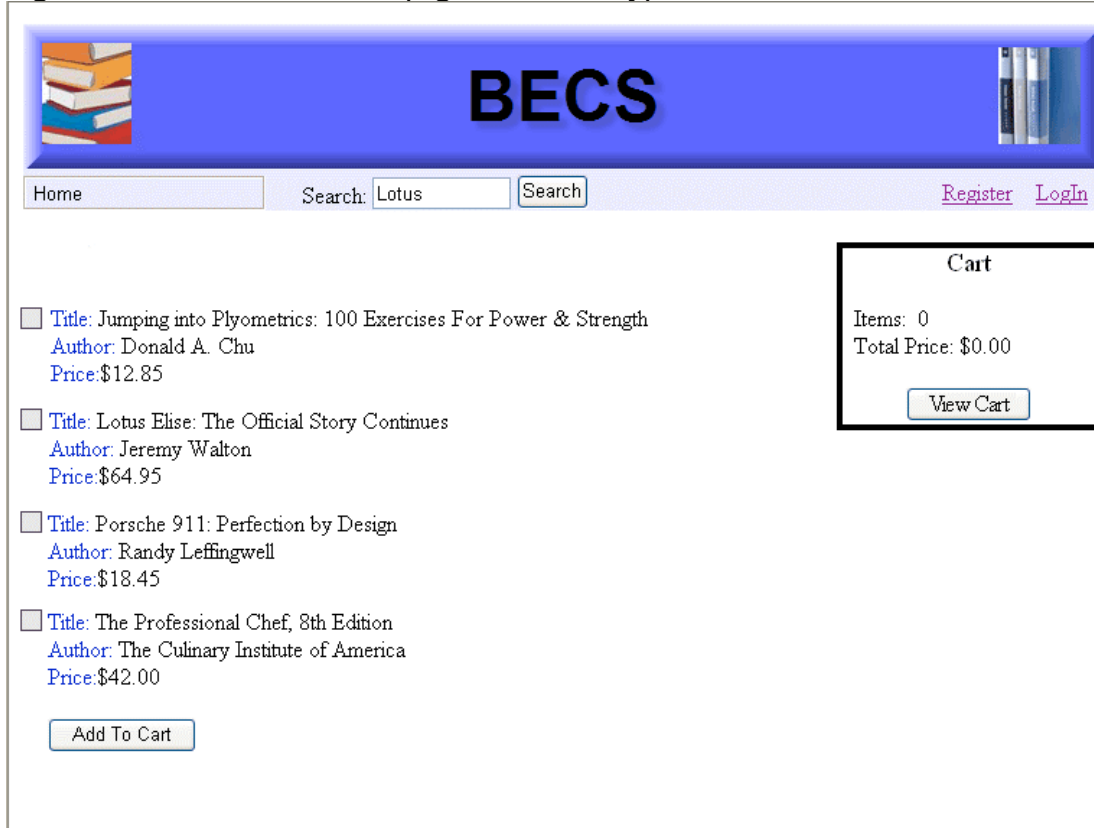 BECS
Home Search: Lotus Search Register LogIn
Cart
Items: 0
Total Price: $0.00
View Cart
Title: Jumping into Plyometrics: 100 Exercises For Power & Strength
Author: Donald A. Chu
Price:$12.85
Title: Lotus Elise: The Official Story Continues
Author: Jeremy Walton
Price:$64.95
Title: Porsche 911: Perfection by Design
Author: Randy Leffingwell
Price:$18.45
Title: The Professional Chef, 8th Edition
Author: The Culinary Institute of America
Price:$42.00
Add To Cart